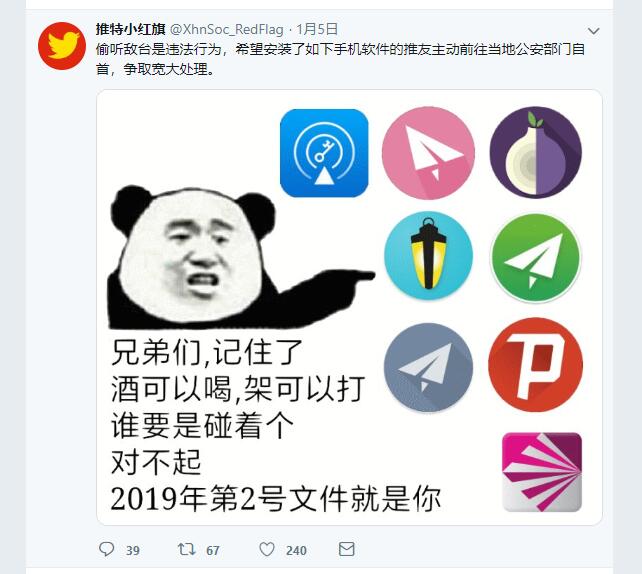 推特小红旗 @XhnSoc_RedFlag · 1月5日
偷听敌台是违法行为，希望安装了如下手机软件的推友主动前往当地公安部门自
首，争取宽大处理。
兄弟们,记住了
酒可以喝,架可以打
谁要是碰着个
对不起
2019年第2号文件就是你
39 67 240